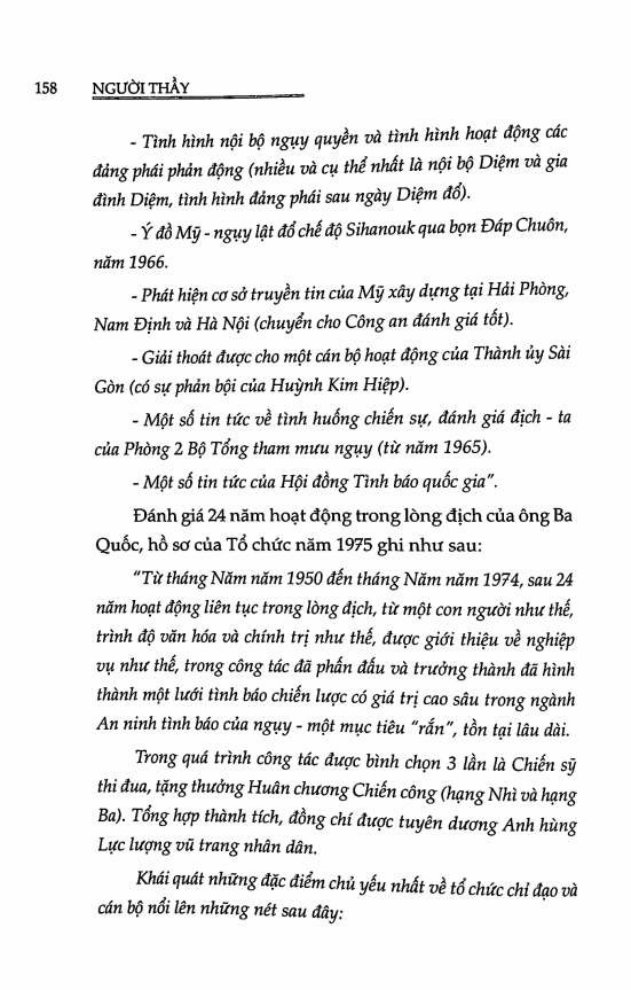 158 NGƯỜI THẦY
- Tình hình nội bộ ngụy quyền và tình hình hoạt động các
đảng phái phản động (nhiều và cụ thể nhất là nội bộ Diệm và gia
đình Diệm, tình hình đảng phái sau ngày Diệm đổ).
- Ý đồ Mỹ - ngụy lật đổ chế độ Sihanouk qua bọn Đáp Chuôn,
năm 1966.
- Phát hiện cơ sở truyền tin của Mỹ xây dựng tại Hải Phòng,
Nam Định và Hà Nội (chuyển cho Công an đánh giá tốt).
- Giải thoát được cho một cán bộ hoạt động của Thành ủy Sài
Gòn (có sự phản bội của Huỳnh Kim Hiệp).
- Một số tin tức về tình huống chiến sự, đánh giá địch - ta
của Phòng 2 Bộ Tổng tham mưu ngụy (từ năm 1965).
- Một số tin tức của Hội đồng Tình báo quốc gia".
Đánh giá 24 năm hoạt động trong lòng địch của ông Ba
Quốc, hồ sơ của Tổ chức năm 1975 ghi như sau:
"Từ tháng Năm năm 1950 đến tháng Năm năm 1974, sau 24
năm hoạt động liên tục trong lòng địch, từ một con người như thế,
trình độ văn hóa và chính trị như thế, được giới thiệu về nghiệp
vụ như thế, trong công tác đã phấn đấu và trưởng thành đã hình
thành một lưới tình báo chiến lược có giá trị cao sâu trong ngành
An ninh tình báo của ngụy - một mục tiêu "rắn", tồn tại lâu dài.
Trong quá trình công tác được bình chọn 3 lần là Chiến sỹ
thi đua, tặng thưởng Huân chương Chiến công (hạng Nhì và hạng
Ba). Tổng hợp thành tích, đồng chí được tuyên dương Anh hùng
Lực lượng vũ trang nhân dân.
Khái quát những đặc điểm chủ yếu nhất về tổ chức chỉ đạo và
cán bộ nổi lên những nét sau đây: